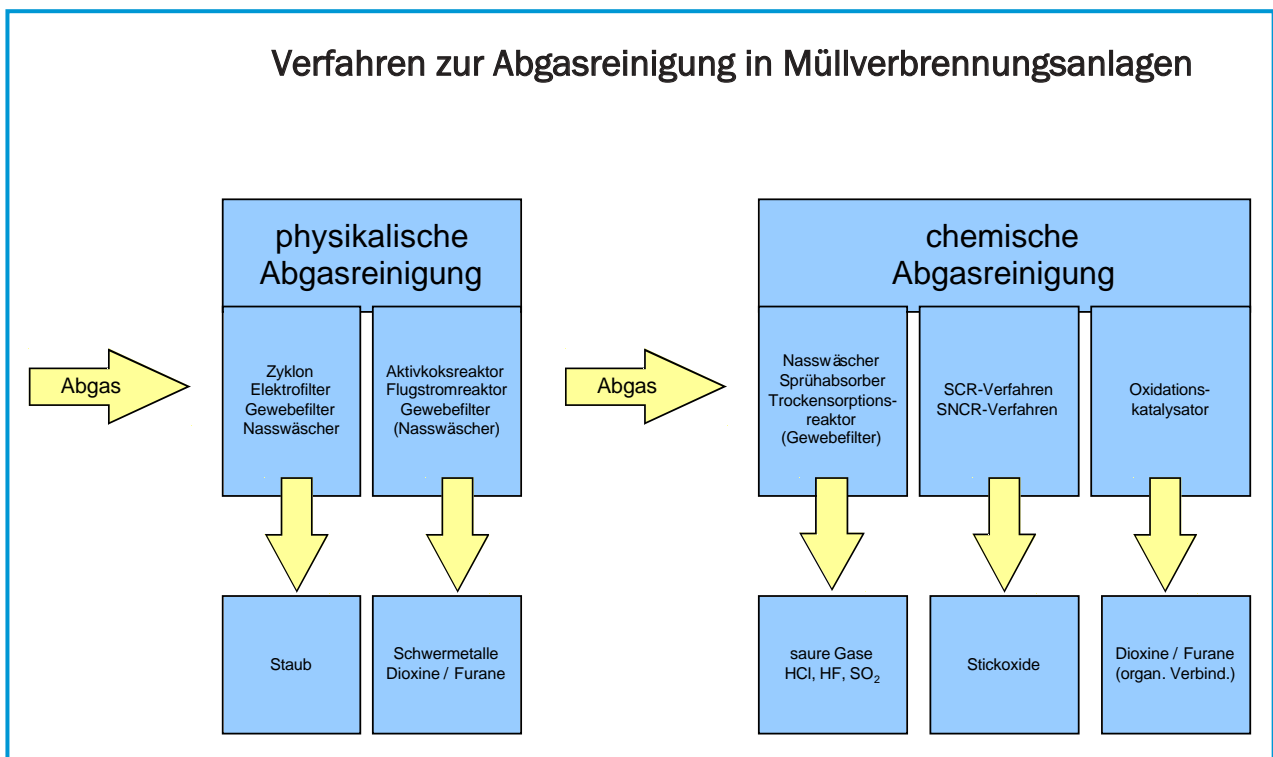 Verfahren zur Abgasreinigung in Müllverbrennungsanlagen
physikalische
Abgasreinigung
chemische
Abgasreinigung
Abgas
Zyklon
Elektrofilter
Gewebefilter
Nasswäscher
Aktivkoksreaktor
Flugstromreaktor
Gewebefilter
(Nasswäscher)
Abgas
Nasswäscher
Sprühabsorber
Trockensorptions-
reaktor
(Gewebefilter)
SCR-Verfahren
SNCR-Verfahren
Oxidations-
katalysator
Staub
Schwermetalle
Dioxine / Furane
saure Gase
HCl, HF, SO₂
Stickoxide
Dioxine / Furane
(organ. Verbind.)